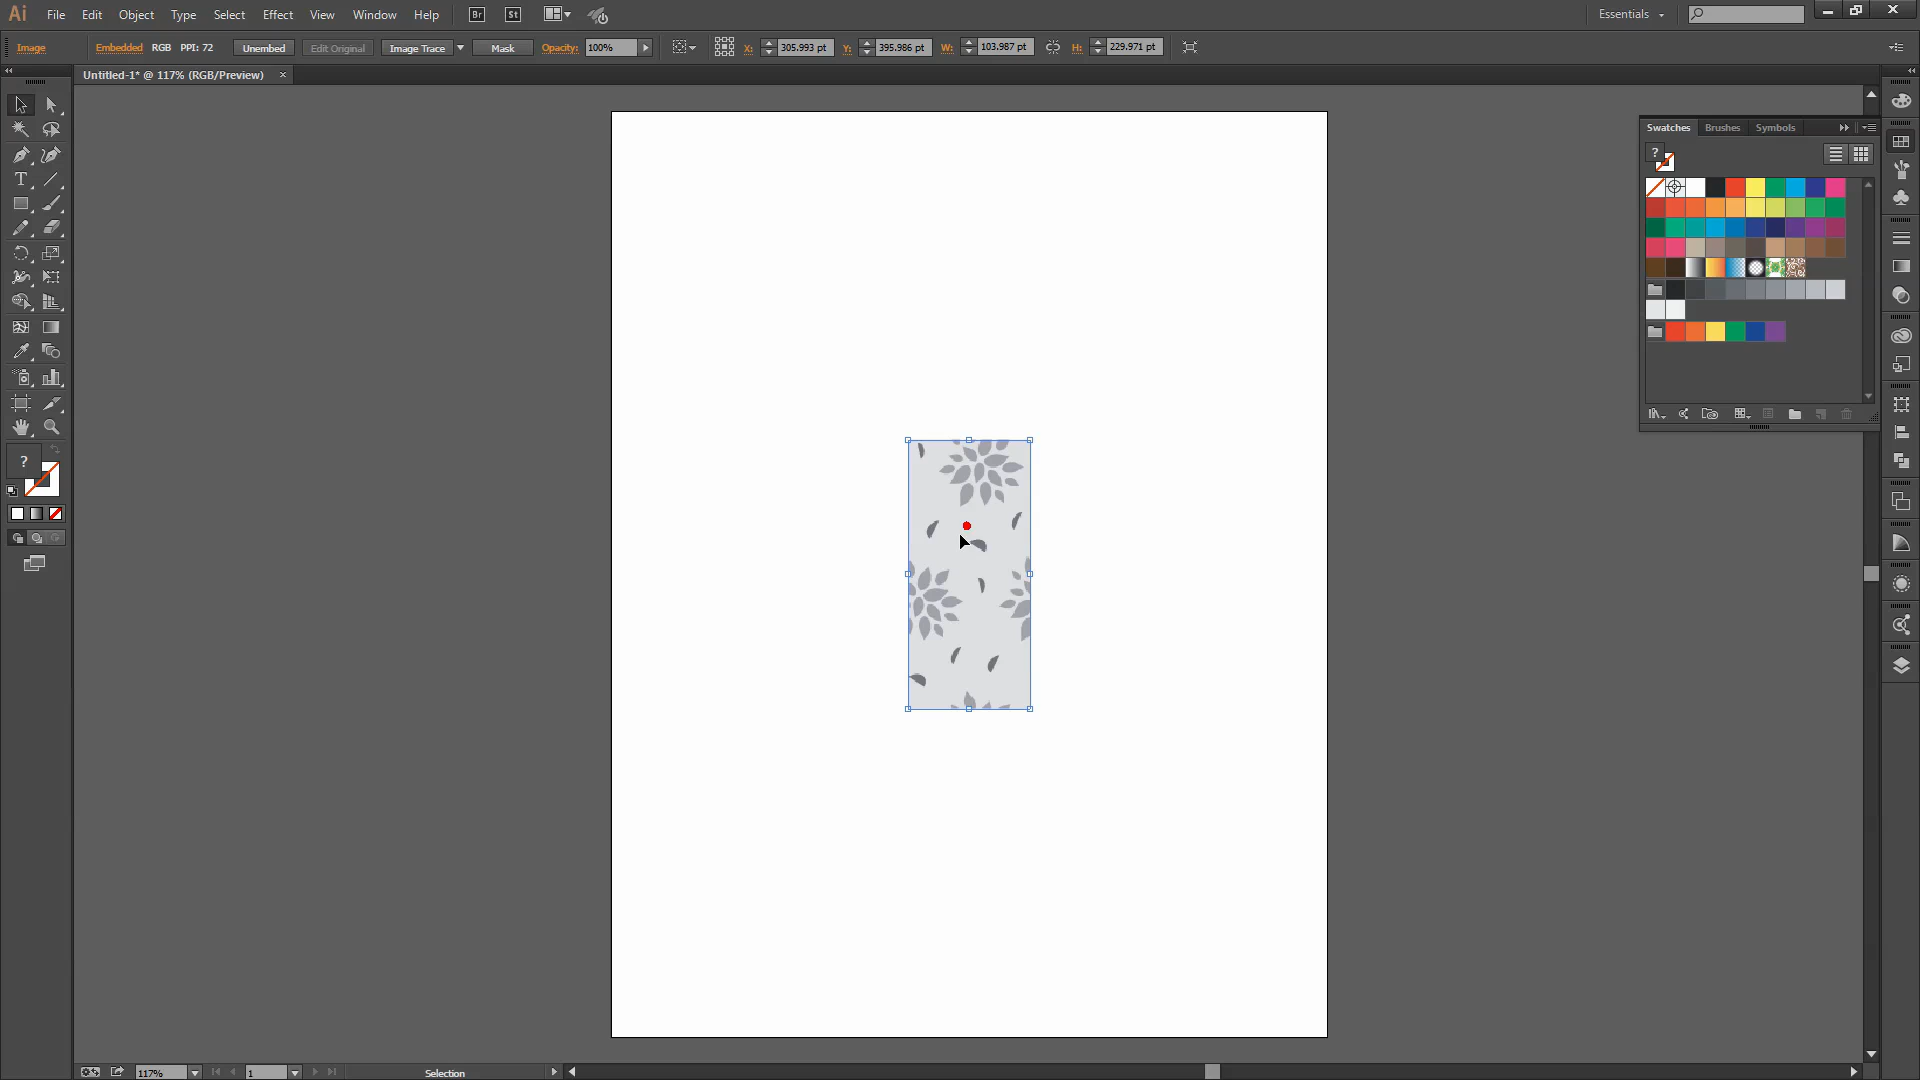 Ai File Edit Object Type Select Effect View Window Help Br St Essentials
Image Embedded RGB PPI: 72 Unembed Edit Original Image Trace Mask Opacity: 100% X: 305.993 pt Y: 395.986 pt W: 103.987 pt H: 229.971 pt
Untitled-1* @ 117% (RGB/Preview)
Swatches Brushes Symbols
?
T
?
117% 1 Selection